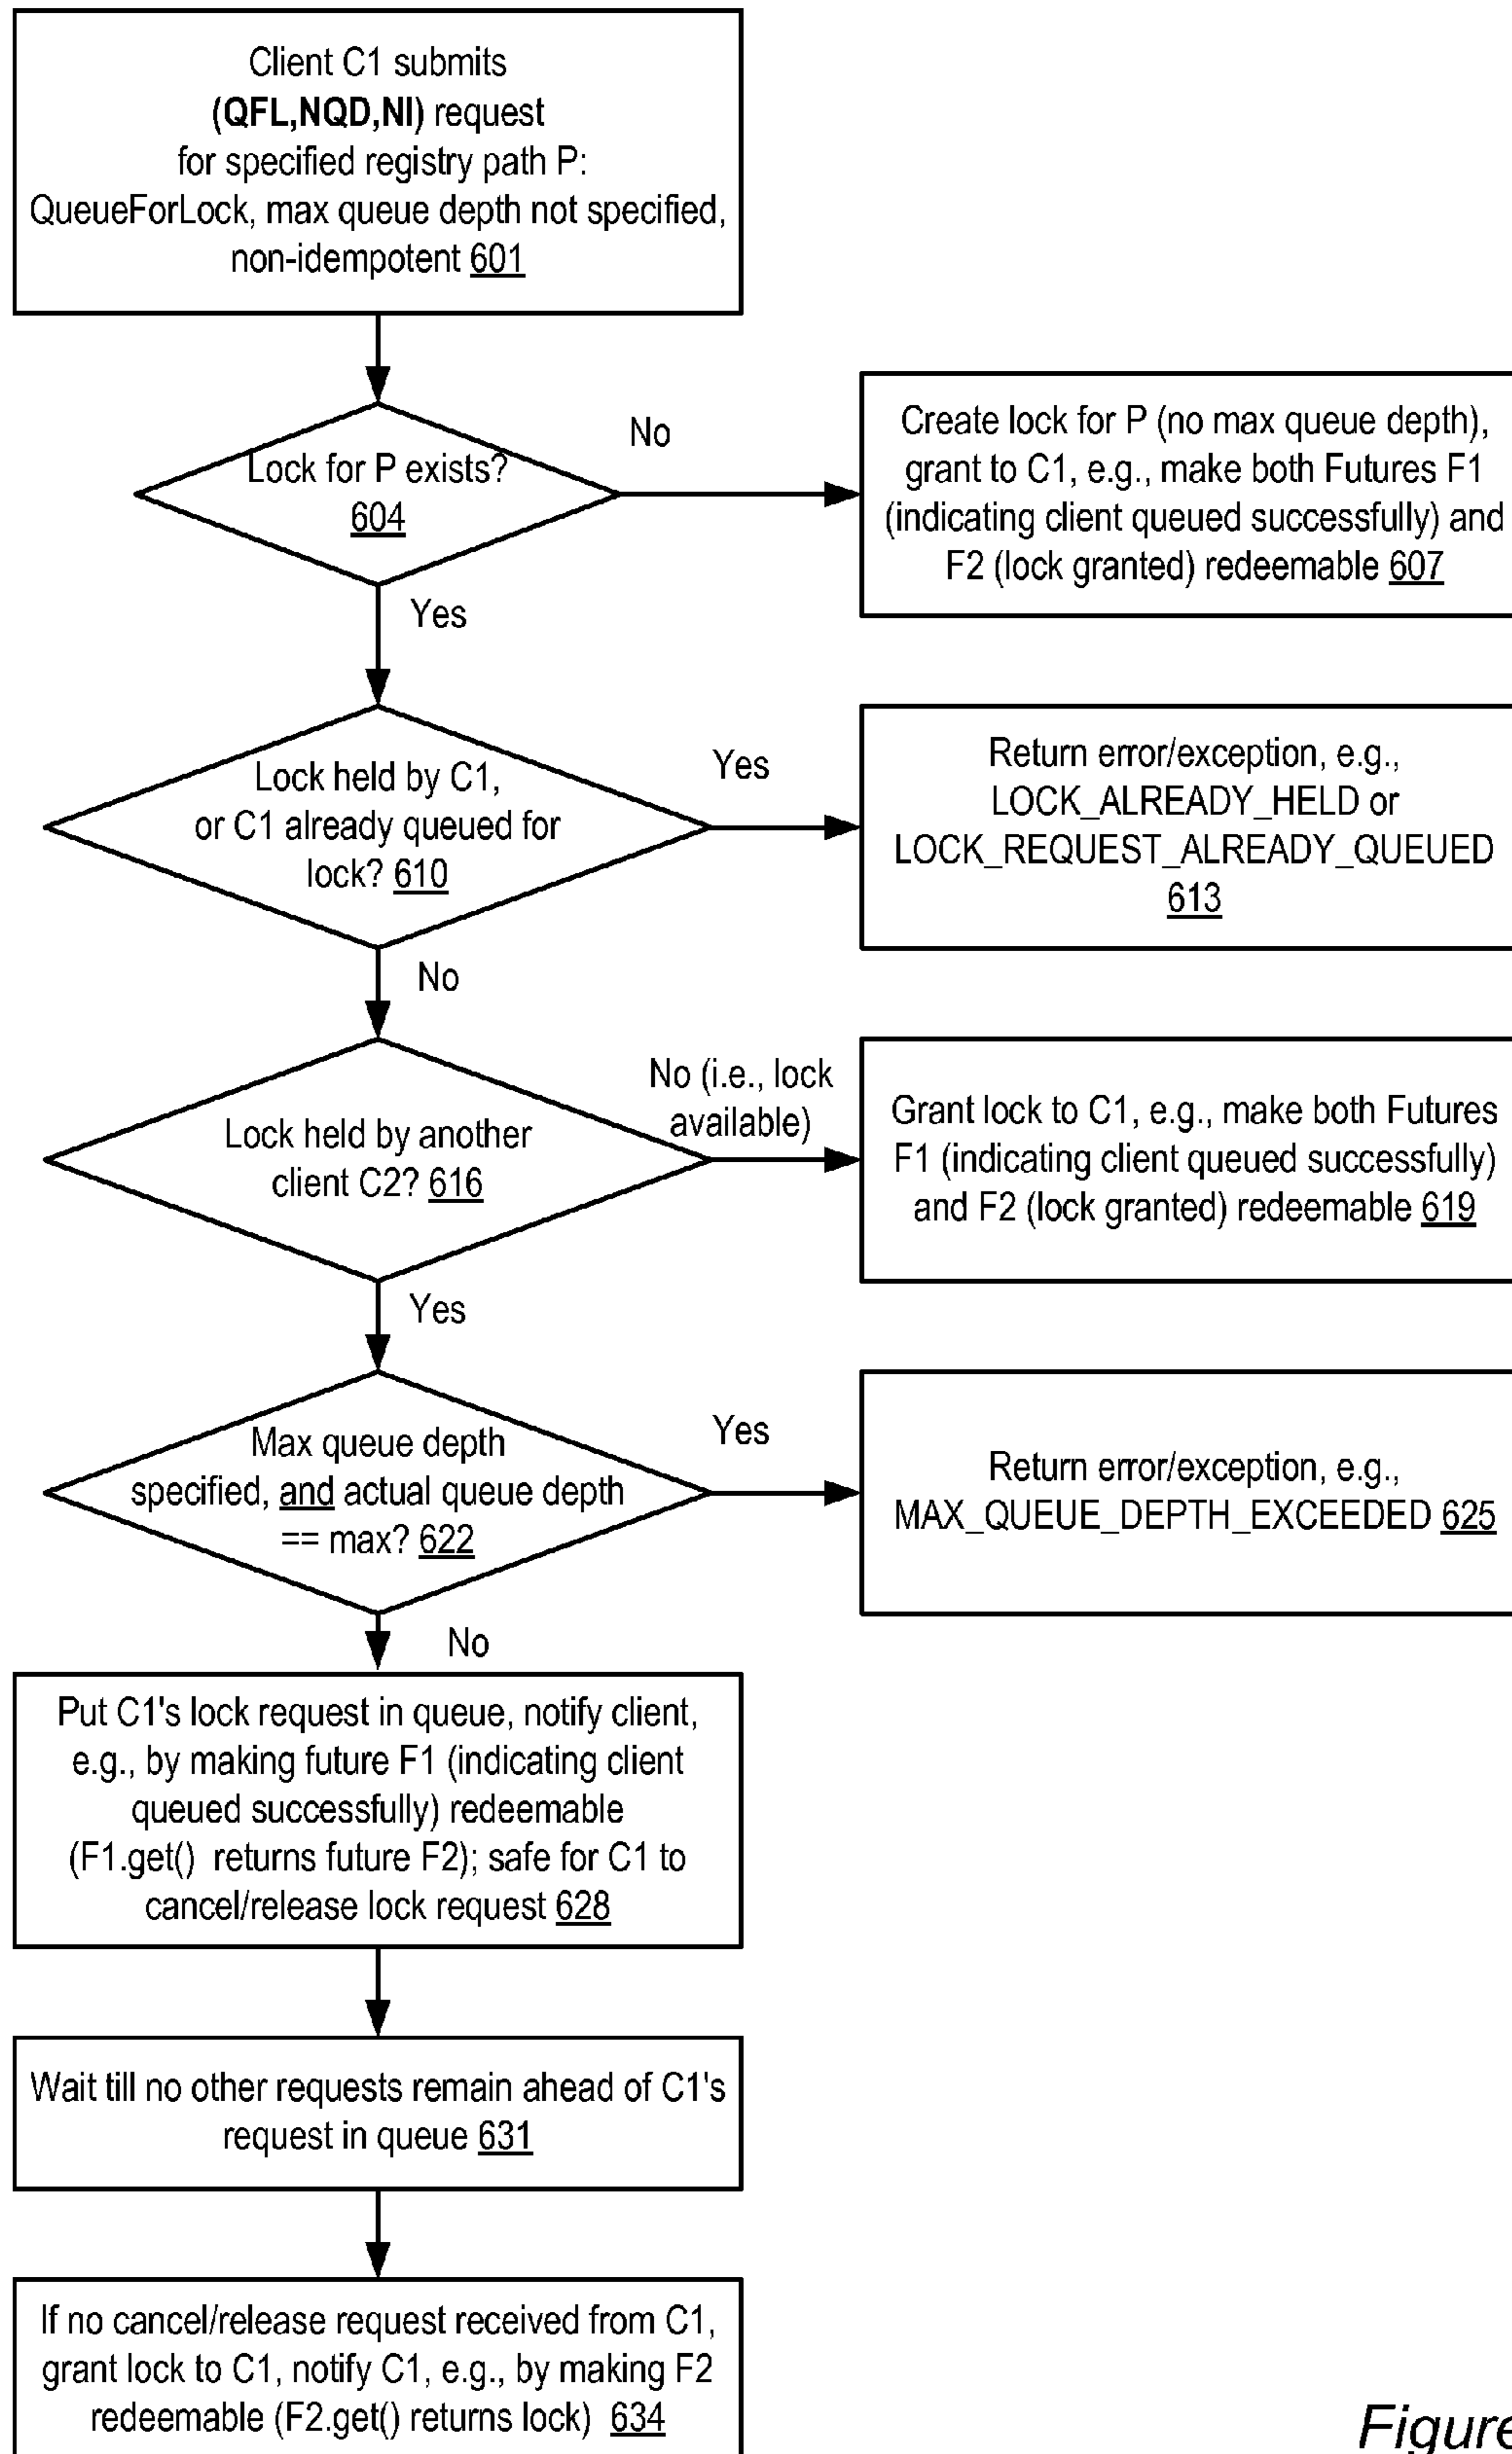 Client C1 submits
(QFL,NQD,NI) request
for specified registry path P:
QueueForLock, max queue depth not specified,
non-idempotent 601
Lock for P exists?
604
No
Create lock for P (no max queue depth),
grant to C1, e.g., make both Futures F1
(indicating client queued successfully) and
F2 (lock granted) redeemable 607
Yes
Lock held by C1,
or C1 already queued for
lock? 610
Yes
Return error/exception, e.g.,
LOCK_ALREADY_HELD or
LOCK_REQUEST_ALREADY_QUEUED
613
No
Lock held by another
client C2? 616
No (i.e., lock
available)
Grant lock to C1, e.g., make both Futures
F1 (indicating client queued successfully)
and F2 (lock granted) redeemable 619
Yes
Max queue depth
specified, and actual queue depth
== max? 622
Yes
Return error/exception, e.g.,
MAX_QUEUE_DEPTH_EXCEEDED 625
No
Put C1's lock request in queue, notify client,
e.g., by making future F1 (indicating client
queued successfully) redeemable
(F1.get() returns future F2); safe for C1 to
cancel/release lock request 628
Wait till no other requests remain ahead of C1's
request in queue 631
If no cancel/release request received from C1,
grant lock to C1, notify C1, e.g., by making F2
redeemable (F2.get() returns lock) 634
Figure